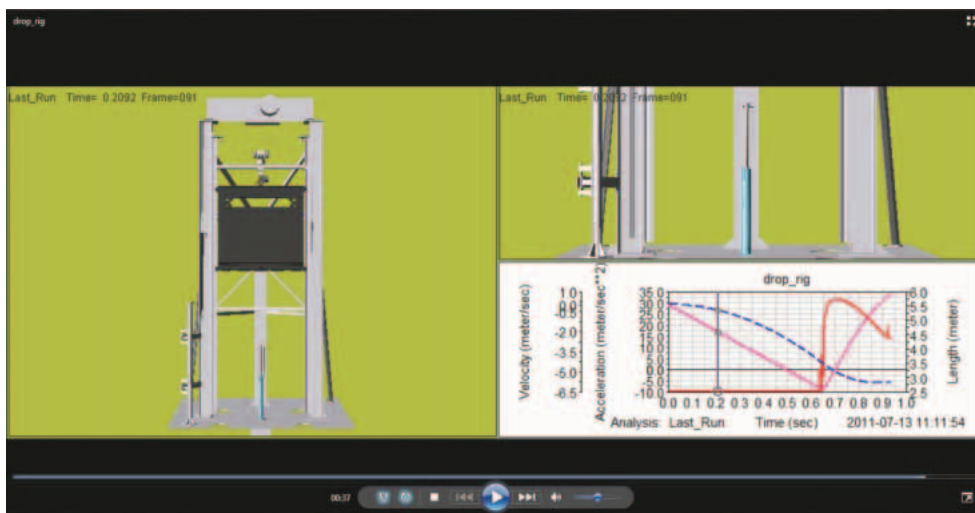 drop_rig
Last_Run Time= 0.2092 Frame=091
Last_Run Time= 0.2092 Frame=091
drop_rig
Velocity (meter/sec)
1.0
0.0
-0.5
-2.0
-3.5
-5.0
-6.5
Acceleration (meter/sec**2)
35.0
30.0
25.0
20.0
15.0
10.0
5.0
0.0
-5.0
-10.0
6.0
5.5
5.0
4.5
4.0
3.5
3.0
2.5
Length (meter)
0.0 0.1 0.2 0.3 0.4 0.5 0.6 0.7 0.8 0.9 1.0
Analysis: Last_Run Time (sec) 2011-07-13 11:11:54
00:37